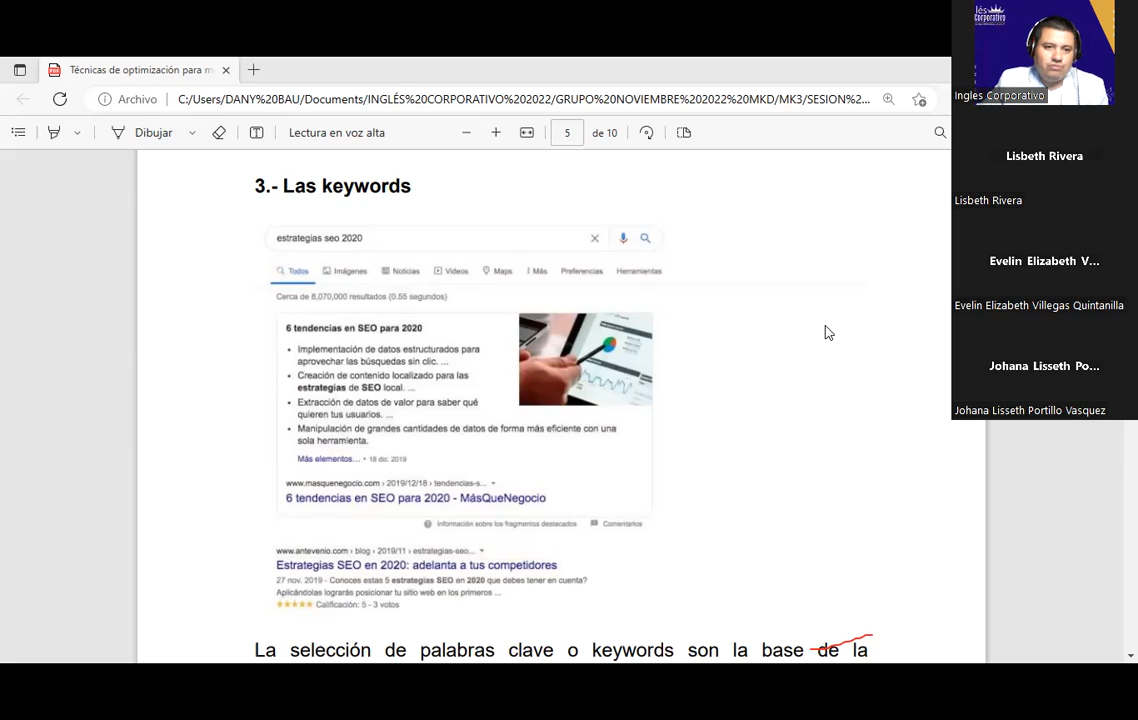 Técnicas de optimización para m
Archivo
C:/Users/DANY%20BAU/Documents/INGLÉS%20CORPORATIVO%202022/GRUPO%20NOVIEMBRE%202022%20MKD/MK3/SESION%2...
Dibujar
Lectura en voz alta
5
de 10
3.- Las keywords
estrategias seo 2020
Todos Imágenes Noticias Videos Maps Más Preferencias Herramientas
Cerca de 8,070,000 resultados (0.55 segundos)
6 tendencias en SEO para 2020
Implementación de datos estructurados para
aprovechar las búsquedas sin clic. ...
Creación de contenido localizado para las
estrategias de SEO local. ...
Extracción de datos de valor para saber qué
quieren tus usuarios. ...
Manipulación de grandes cantidades de datos de forma más eficiente con una
sola herramienta.
Más elementos... • 18 dic. 2019
www.masquenegocio.com › 2019/12/18 › tendencias-s...
6 tendencias en SEO para 2020 - MásQueNegocio
Información sobre los fragmentos destacados Comentarios
www.antevenio.com › blog › 2019/11 › estrategias-seo...
Estrategias SEO en 2020: adelanta a tus competidores
27 nov. 2019 - Conoces estas 5 estrategias SEO en 2020 que debes tener en cuenta?
Aplicándolas lograrás posicionar tu sitio web en los primeros ...
Calificación: 5 - 3 votos
La selección de palabras clave o keywords son la base de la
lés
Corporativo
Ingles Corporativo
Lisbeth Rivera
Lisbeth Rivera
Evelin Elizabeth V...
Evelin Elizabeth Villegas Quintanilla
Johana Lisseth Po...
Johana Lisseth Portillo Vasquez